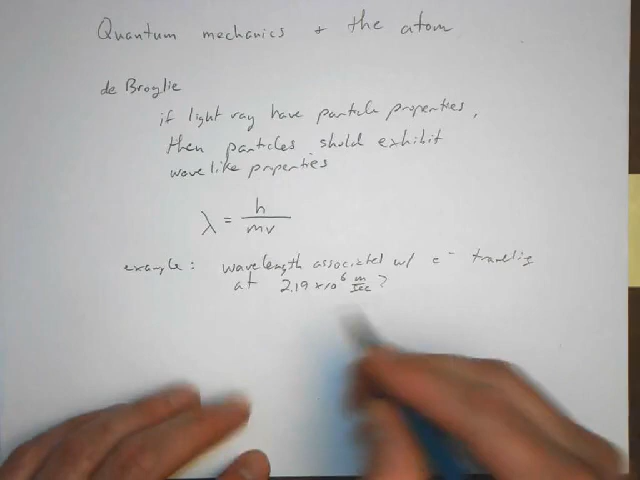 Quantum mechanics + the atom
de Broglie
if light ray have particle properties,
then particles should exhibit
wave like properties
λ = h / mv
example: wavelength associated w/ e⁻ traveling
at 2.19 × 10⁶ m/sec ?